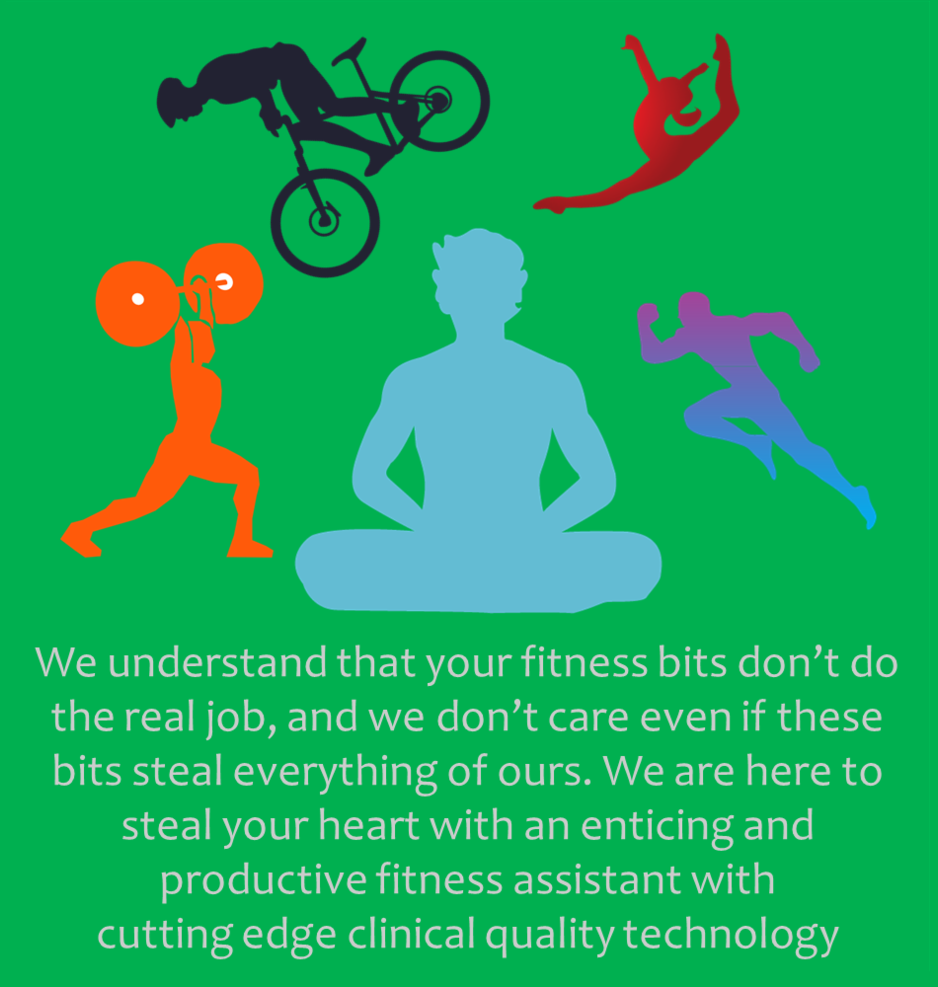 We understand that your fitness bits don’t do
the real job, and we don’t care even if these
bits steal everything of ours. We are here to
steal your heart with an enticing and
productive fitness assistant with
cutting edge clinical quality technology